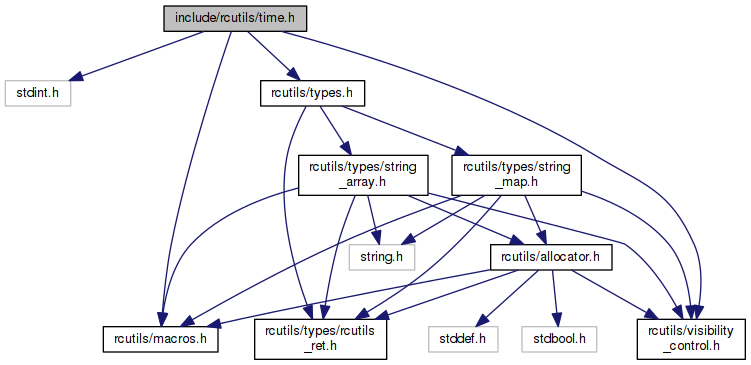 include/rcutils/time.h
stdint.h
rcutils/types.h
rcutils/types/string
_array.h
rcutils/types/string
_map.h
string.h
rcutils/allocator.h
rcutils/macros.h
rcutils/types/rcutils
_ret.h
stddef.h
stdbool.h
rcutils/visibility
_control.h